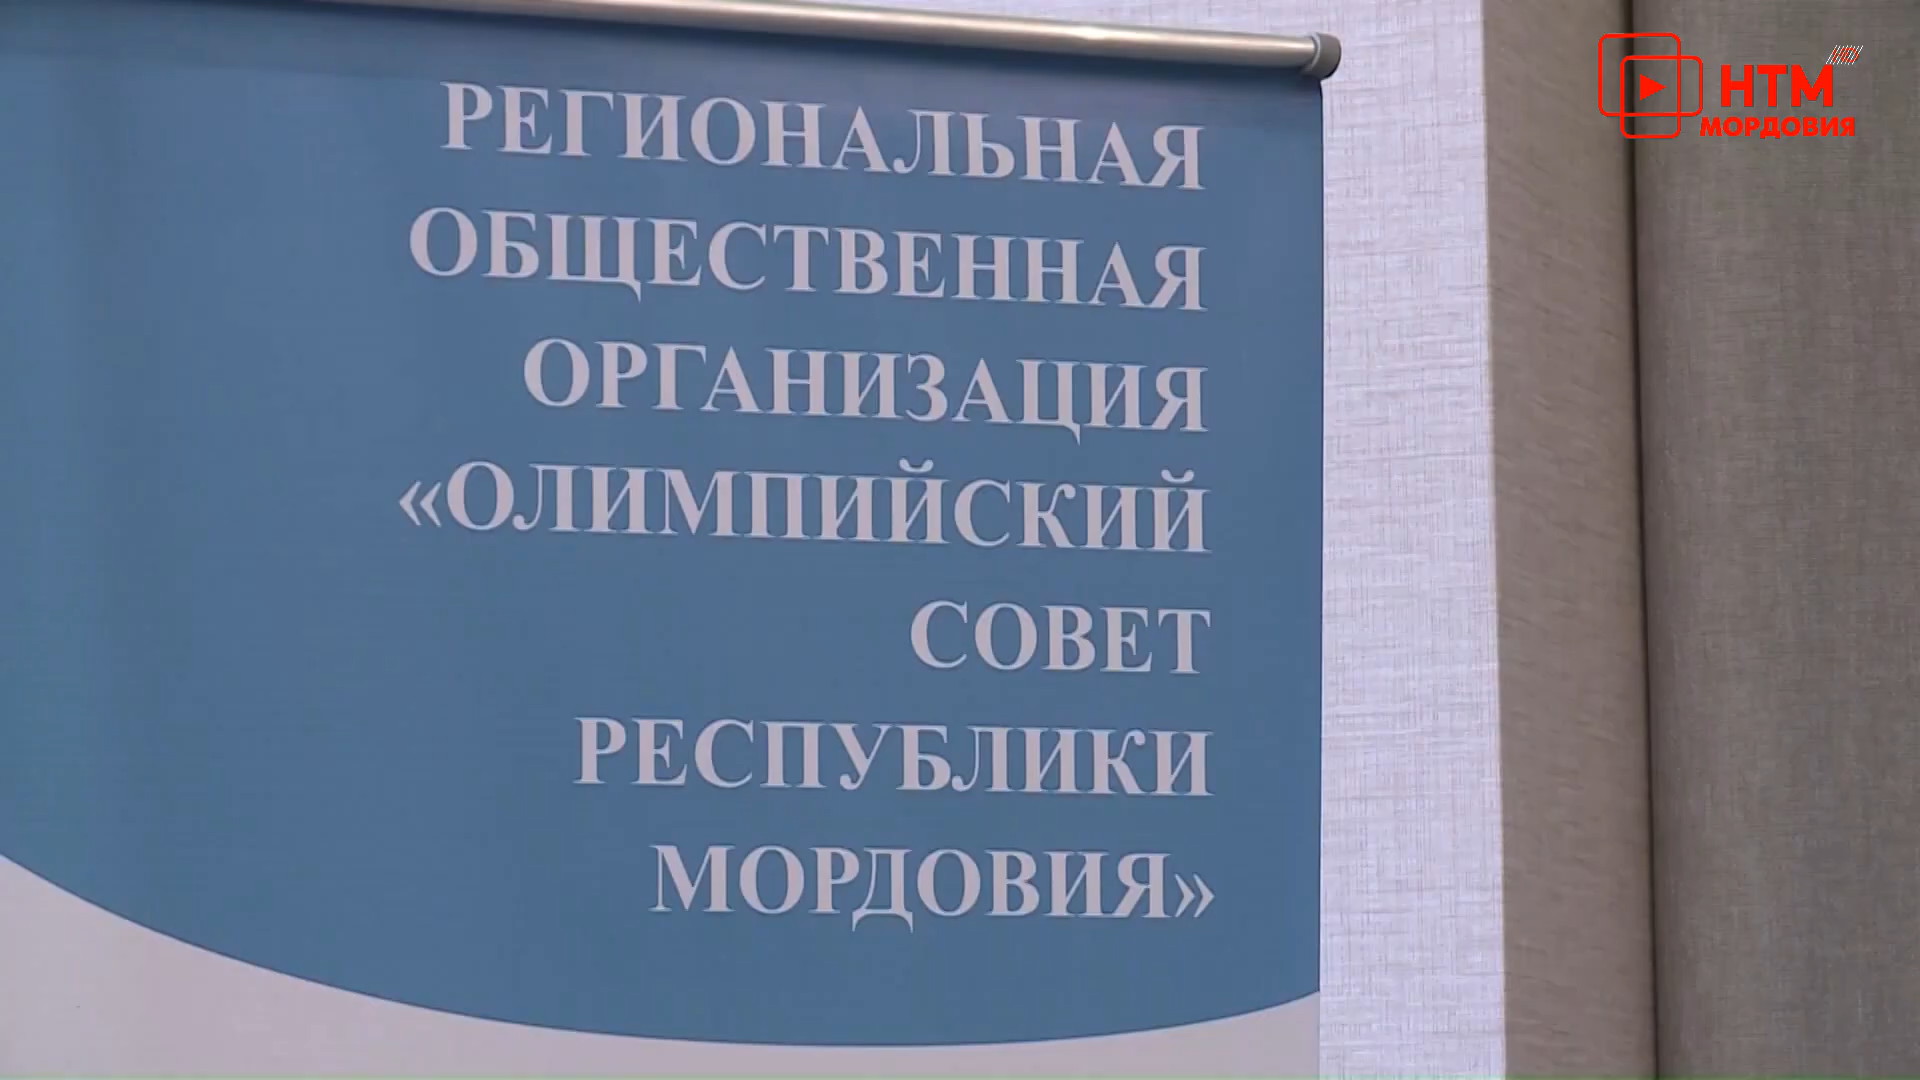 РЕГИОНАЛЬНАЯ
ОБЩЕСТВЕННАЯ
ОРГАНИЗАЦИЯ
«ОЛИМПИЙСКИЙ
СОВЕТ
РЕСПУБЛИКИ
МОРДОВИЯ»
НТМ
МОРДОВИЯ